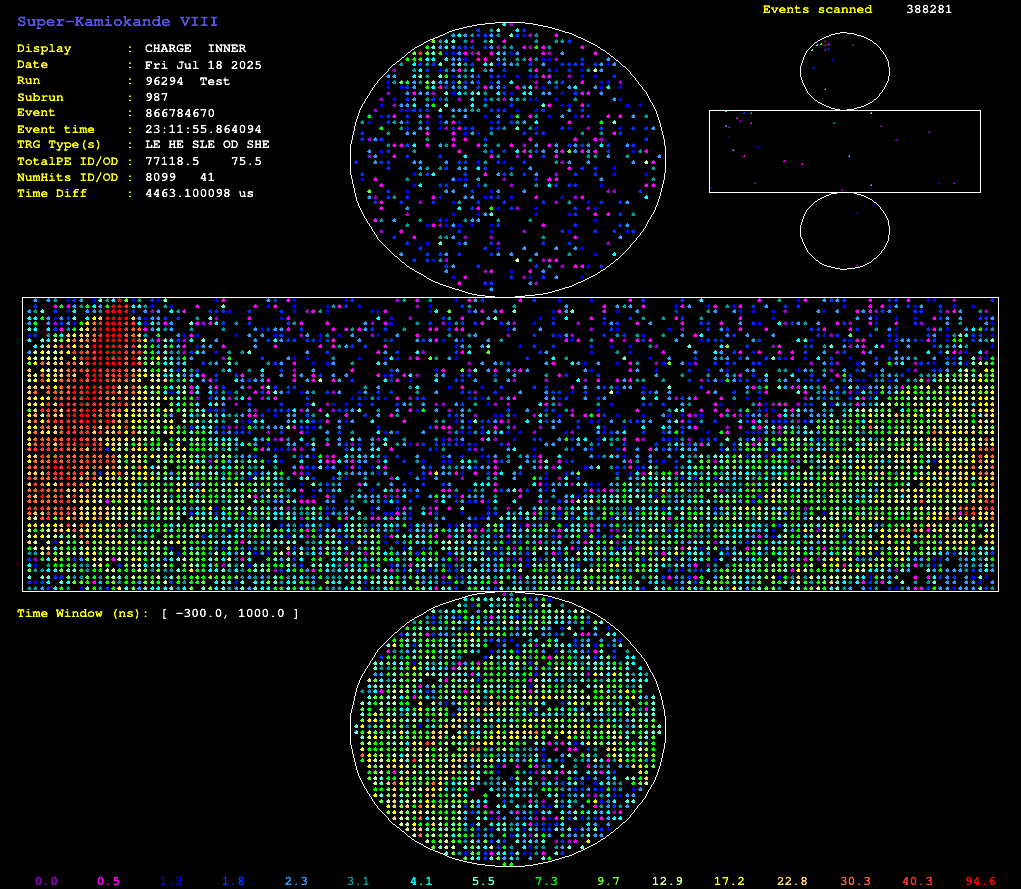 Super-Kamiokande VIII
Events scanned 388281
Display : CHARGE INNER
Date : Fri Jul 18 2025
Run : 96294 Test
Subrun : 987
Event : 866784670
Event time : 23:11:55.864094
TRG Type(s) : LE HE SLE OD SHE
TotalPE ID/OD : 77118.5 75.5
NumHits ID/OD : 8099 41
Time Diff : 4463.100098 us
Time Window (ns): [ -300.0, 1000.0 ]
0.0 0.5 1.3 1.8 2.3 3.1 4.1 5.5 7.3 9.7 12.9 17.2 22.8 30.3 40.3 94.6